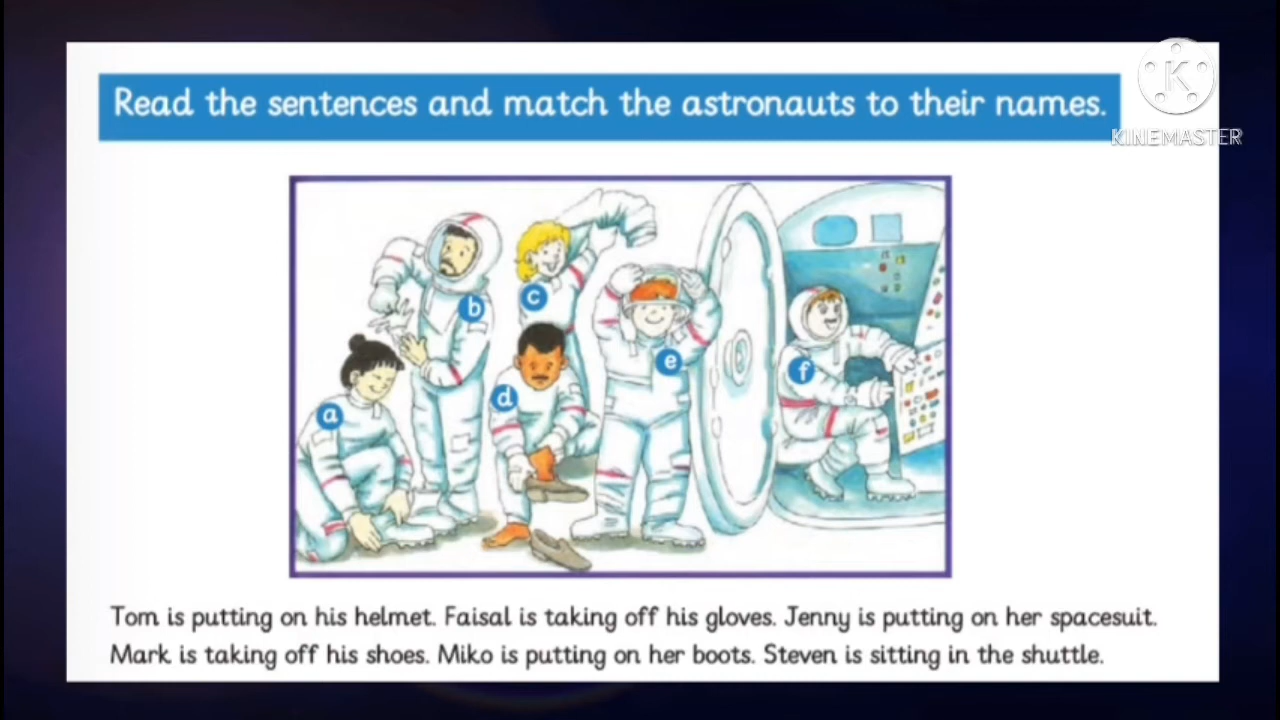 Read the sentences and match the astronauts to their names.
K
KINEMASTER
b
c
e
f
d
a
Tom is putting on his helmet. Faisal is taking off his gloves. Jenny is putting on her spacesuit.
Mark is taking off his shoes. Miko is putting on her boots. Steven is sitting in the shuttle.